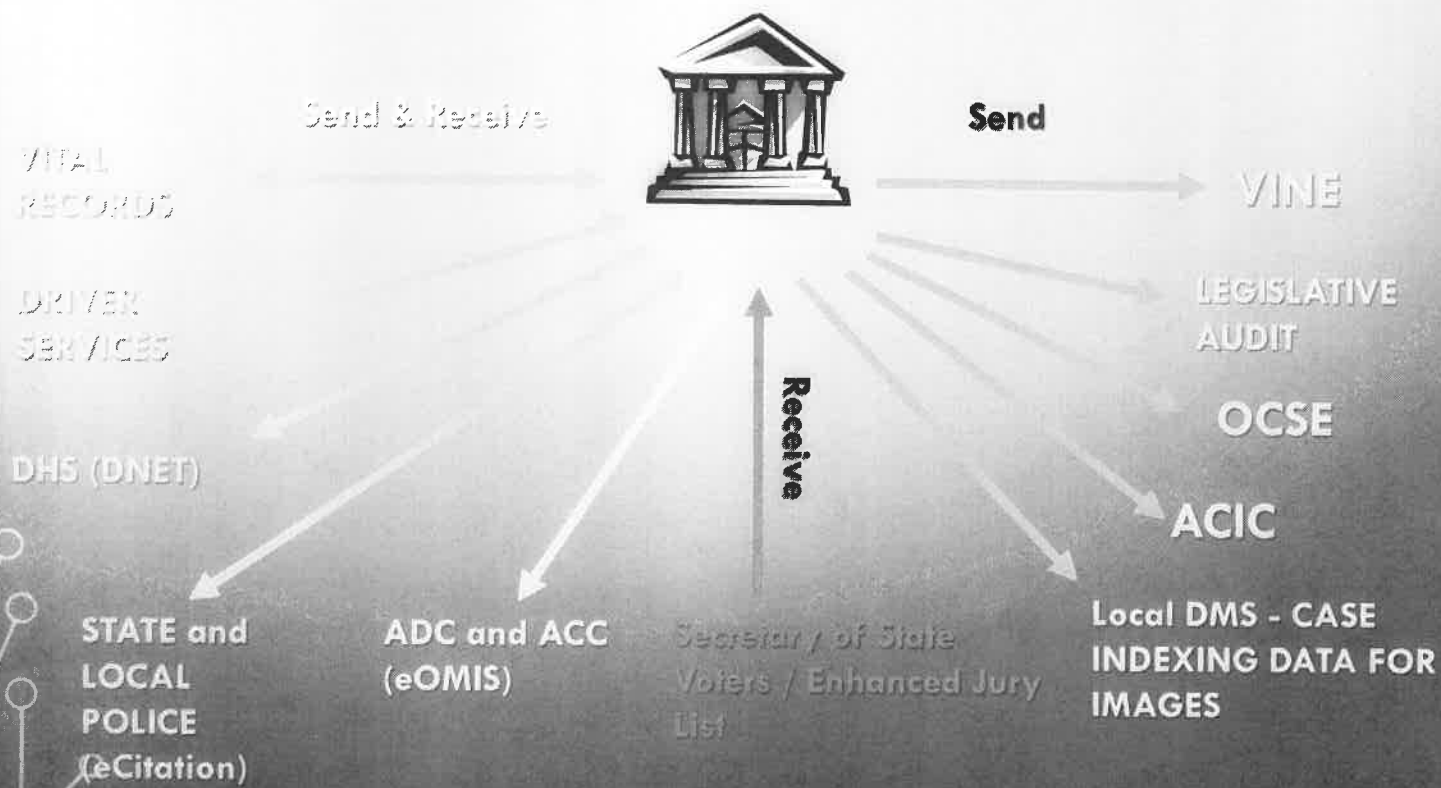 Send & Receive
Send
VITAL
RECORDS
VINE
DRIVER
SERVICES
LEGISLATIVE
AUDIT
Receive
OCSE
DHS (DNET)
ACIC
STATE and
LOCAL
POLICE
(eCitation)
ADC and ACC
(eOMIS)
Secretary of State
Voters / Enhanced Jury
List
Local DMS - CASE
INDEXING DATA FOR
IMAGES